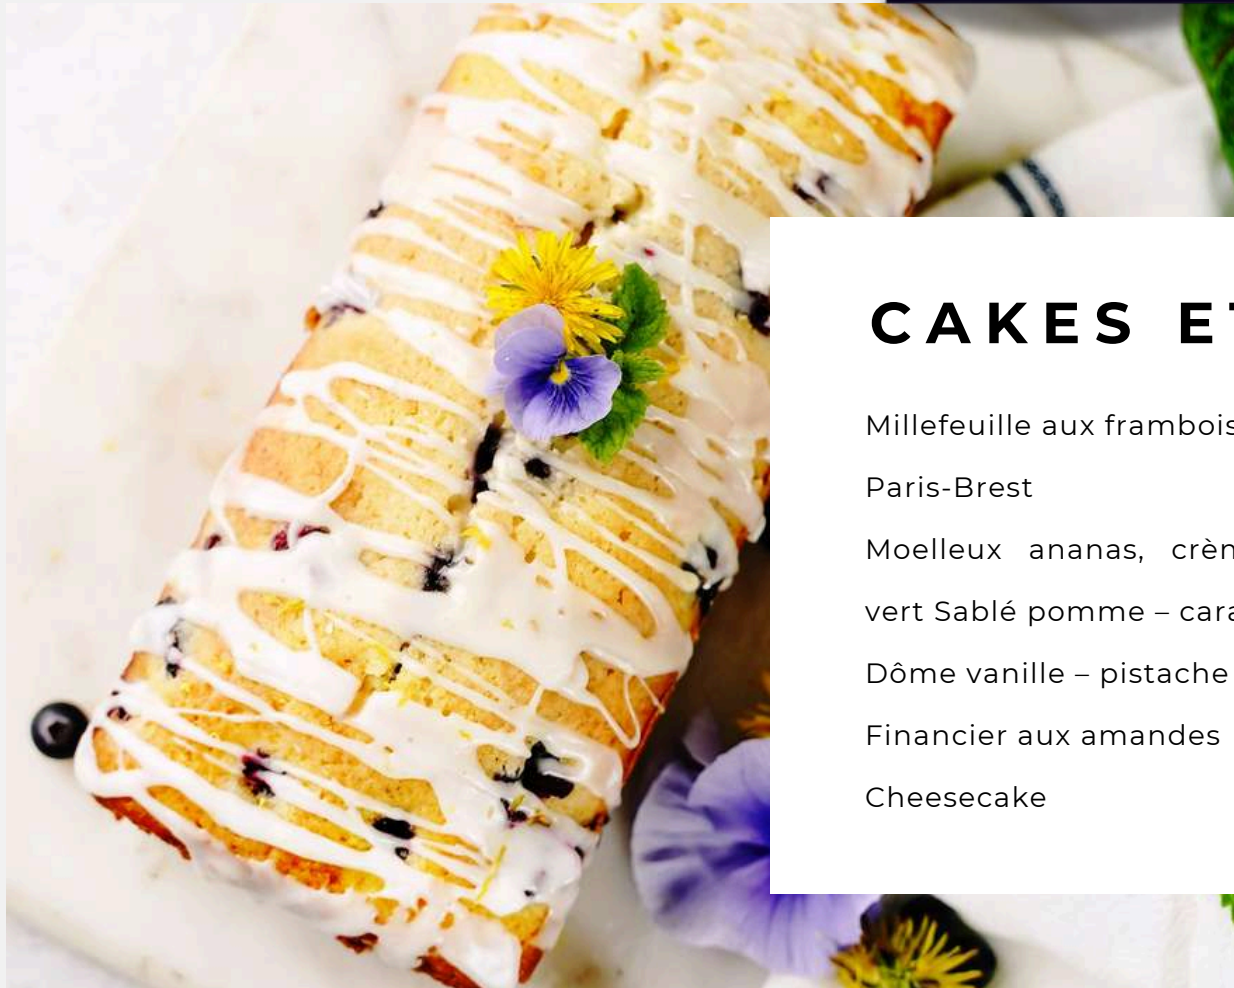 CAKES
Millefeuille aux
Paris-Brest
Moelleux ananas,
vert Sablé pomme –
Dôme vanille – pistache
Financier aux amandes
Cheesecake